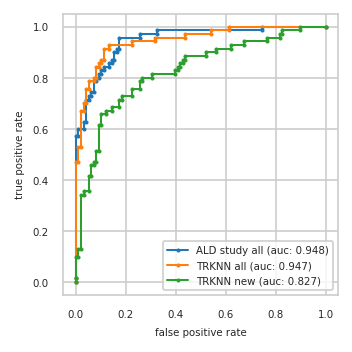 1.0
0.8
0.6
0.4
0.2
0.0
true positive rate
ALD study all (auc: 0.948)
TRKNN all (auc: 0.947)
TRKNN new (auc: 0.827)
0.0 0.2 0.4 0.6 0.8 1.0
false positive rate